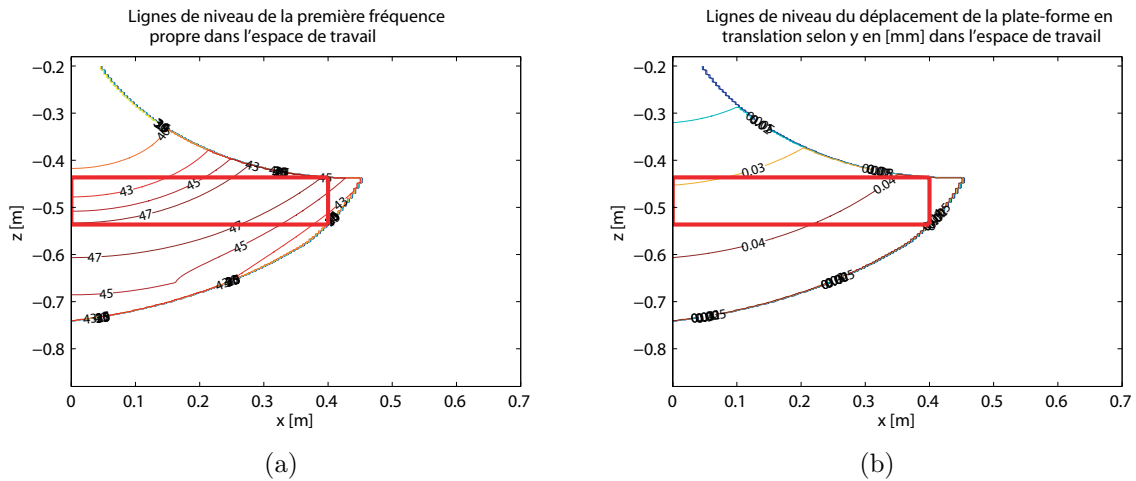 Lignes de niveau de la première fréquence
propre dans l'espace de travail
−0.2
−0.3
−0.4
−0.5
−0.6
−0.7
−0.8
z [m]
40
43
45
43
45
47
47
45
43
47
45
43
0 0.1 0.2 0.3 0.4 0.5 0.6 0.7
x [m]
(a)
Lignes de niveau du déplacement de la plate-forme en
translation selon y en [mm] dans l'espace de travail
−0.2
−0.3
−0.4
−0.5
−0.6
−0.7
−0.8
z [m]
0.03
0.04
0.04
0 0.1 0.2 0.3 0.4 0.5 0.6 0.7
x [m]
(b)